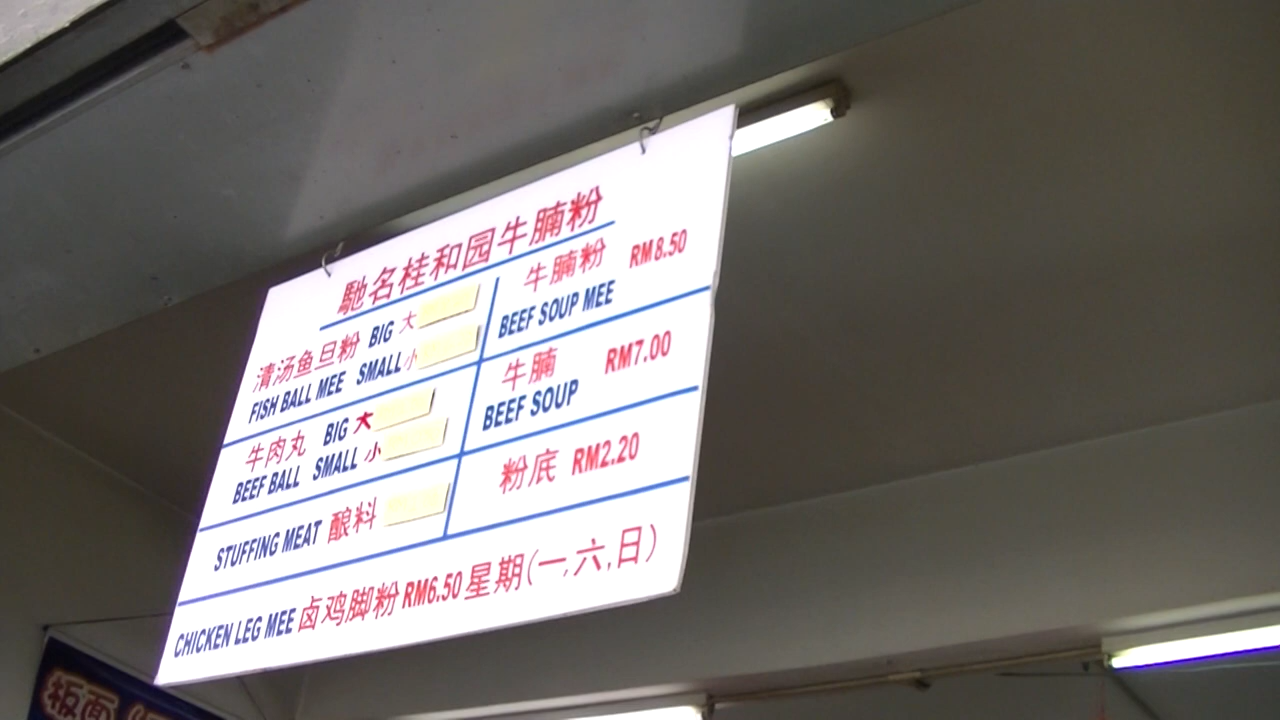 馳名桂和园牛腩粉
清汤鱼旦粉 BIG 大
FISH BALL MEE SMALL 小
牛肉丸 BIG 大
BEEF BALL SMALL 小
STUFFING MEAT 酿料
牛腩粉 RM8.50
BEEF SOUP MEE
牛腩 RM7.00
BEEF SOUP
粉底 RM2.20
CHICKEN LEG MEE 卤鸡脚粉 RM6.50 星期(一,六,日)
板面